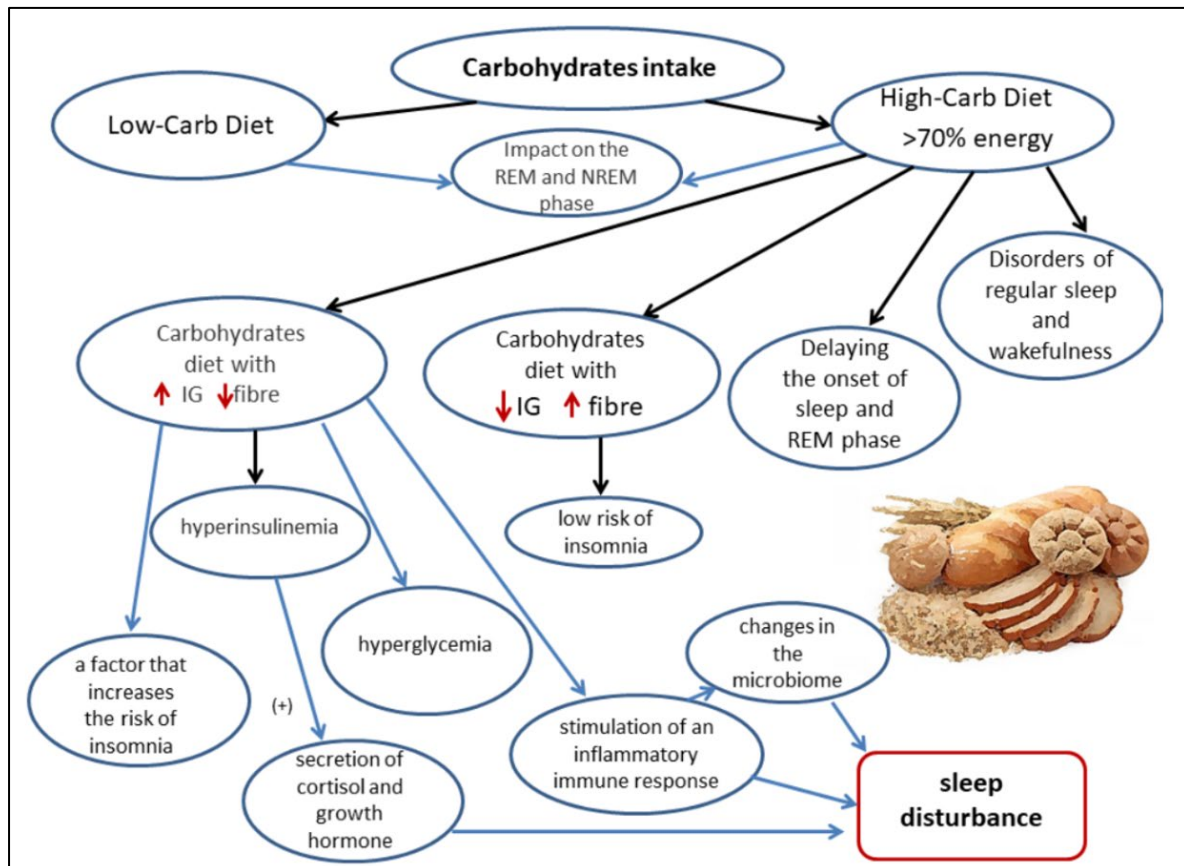 Carbohydrates intake
Low-Carb Diet
High-Carb Diet
>70% energy
Impact on the
REM and NREM
phase
Disorders of
regular sleep
and
wakefulness
Carbohydrates
diet with
↑ IG ↓fibre
Carbohydrates
diet with
↓IG ↑ fibre
Delaying
the onset of
sleep and
REM phase
hyperinsulinemia
low risk of
insomnia
hyperglycemia
changes in
the
microbiome
a factor that
increases
the risk of
insomnia
(+)
stimulation of an
inflammatory
immune response
secretion of
cortisol and
growth
hormone
sleep
disturbance